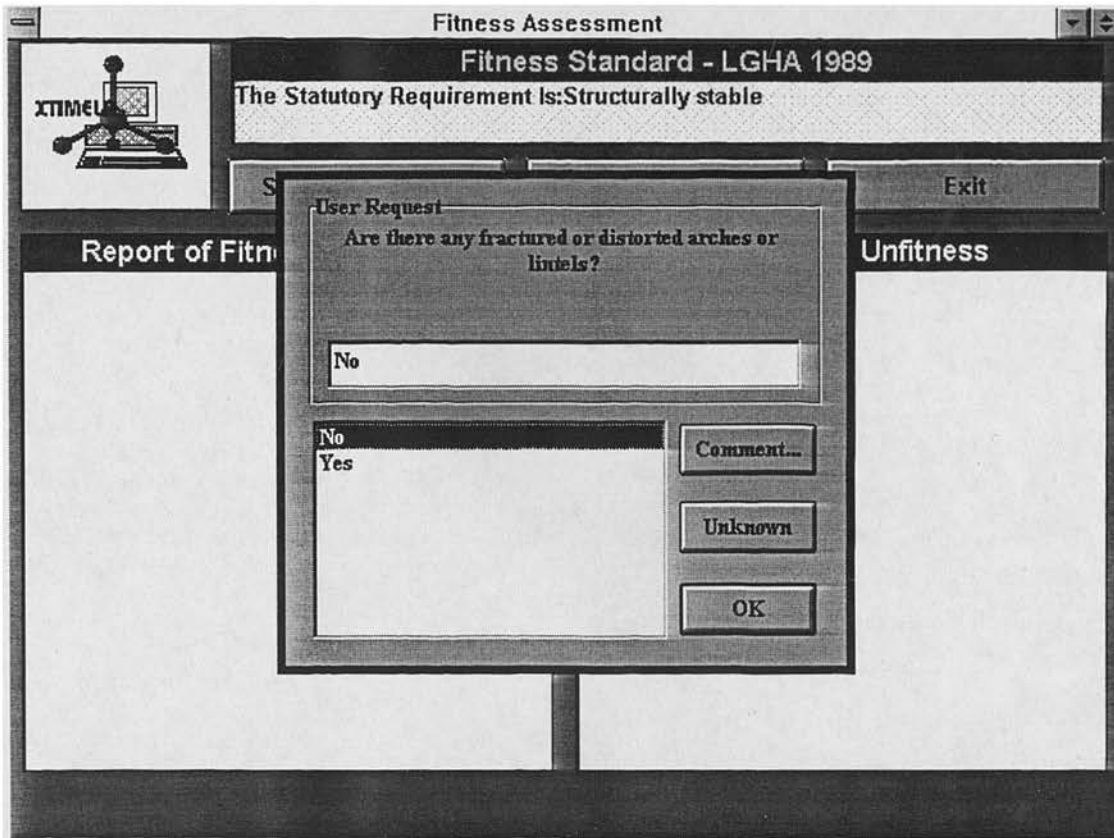 Fitness Assessment
Fitness Standard - LGHA 1989
XTIMEL
The Statutory Requirement Is:Structurally stable
S
Exit
User Request
Are there any fractured or distorted arches or
lintels?
Report of Fitn
Unfitness
No
No
Yes
Comment...
Unknown
OK